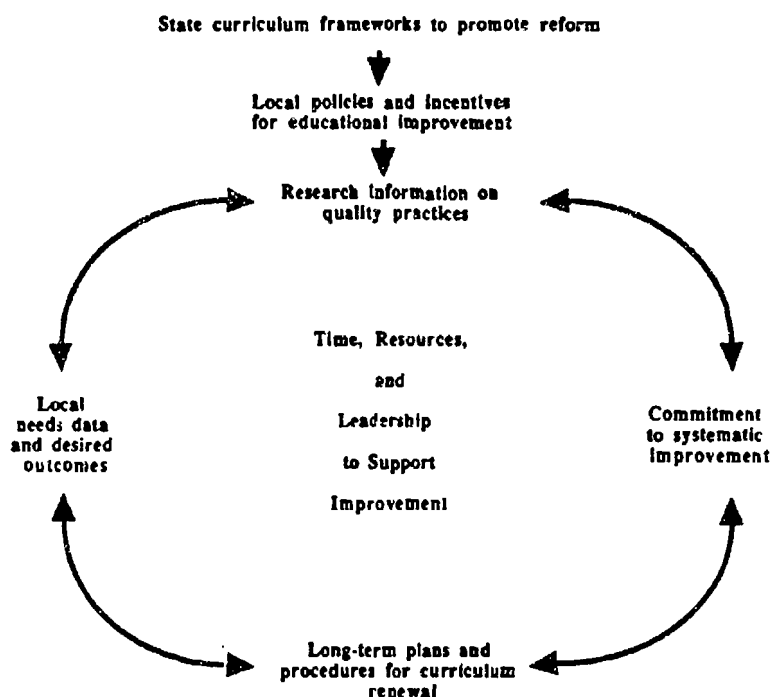 State curriculum frameworks to promote reform
Local policies and incentives
for educational improvement
Research information on
quality practices
Time, Resources,
and
Leadership
to Support
Improvement
Local
needs data
and desired
outcomes
Commitment
to systematic
improvement
Long-term plans and
procedures for curriculum
renewal